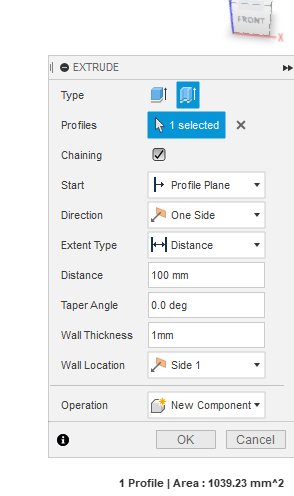 FRONT
X
EXTRUDE
Type
Profiles 1 selected
Chaining
Start Profile Plane
Direction One Side
Extent Type Distance
Distance 100 mm
Taper Angle 0.0 deg
Wall Thickness 1mm
Wall Location Side 1
Operation New Component
OK Cancel
1 Profile | Area : 1039.23 mm^2